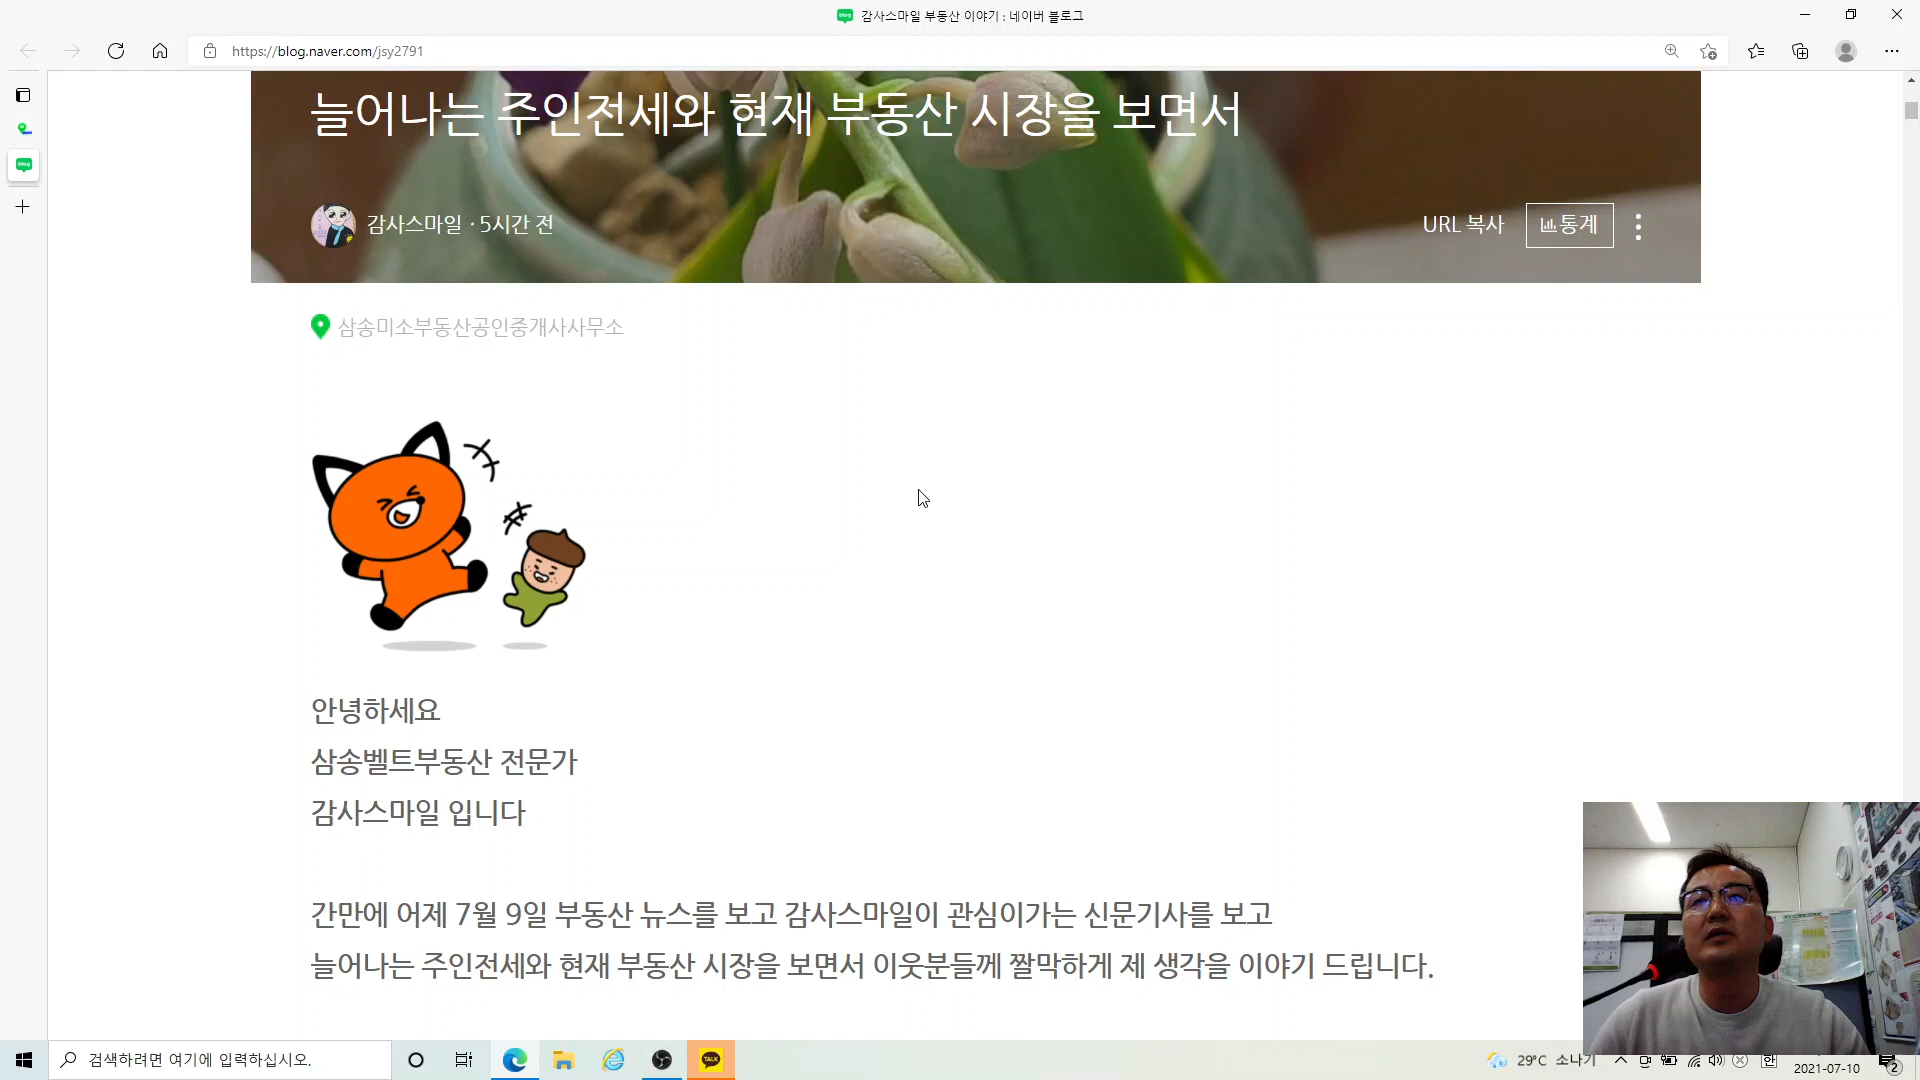 감사스마일 부동산 이야기 : 네이버 블로그
https://blog.naver.com/jsy2791
늘어나는 주인전세와 현재 부동산 시장을 보면서
감사스마일 · 5시간 전
URL 복사
통계
삼송미소부동산공인중개사사무소
안녕하세요
삼송벨트부동산 전문가
감사스마일 입니다
간만에 어제 7월 9일 부동산 뉴스를 보고 감사스마일이 관심이가는 신문기사를 보고
늘어나는 주인전세와 현재 부동산 시장을 보면서 이웃분들께 짤막하게 제 생각을 이야기 드립니다.
검색하려면 여기에 입력하십시오.
TALK
29°C 소나기
한
2021-07-10
2